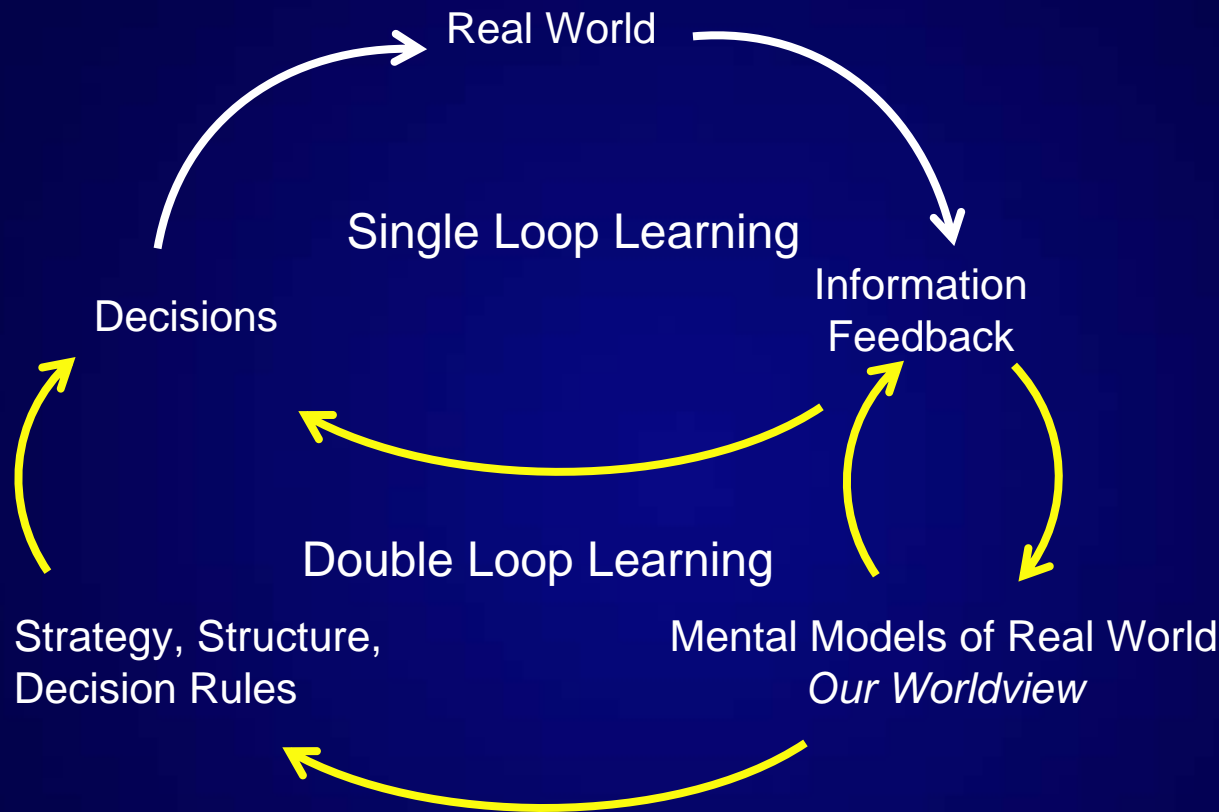 Real World
Single Loop Learning
Information
Feedback
Decisions
Double Loop Learning
Strategy, Structure,
Decision Rules
Mental Models of Real World
Our Worldview